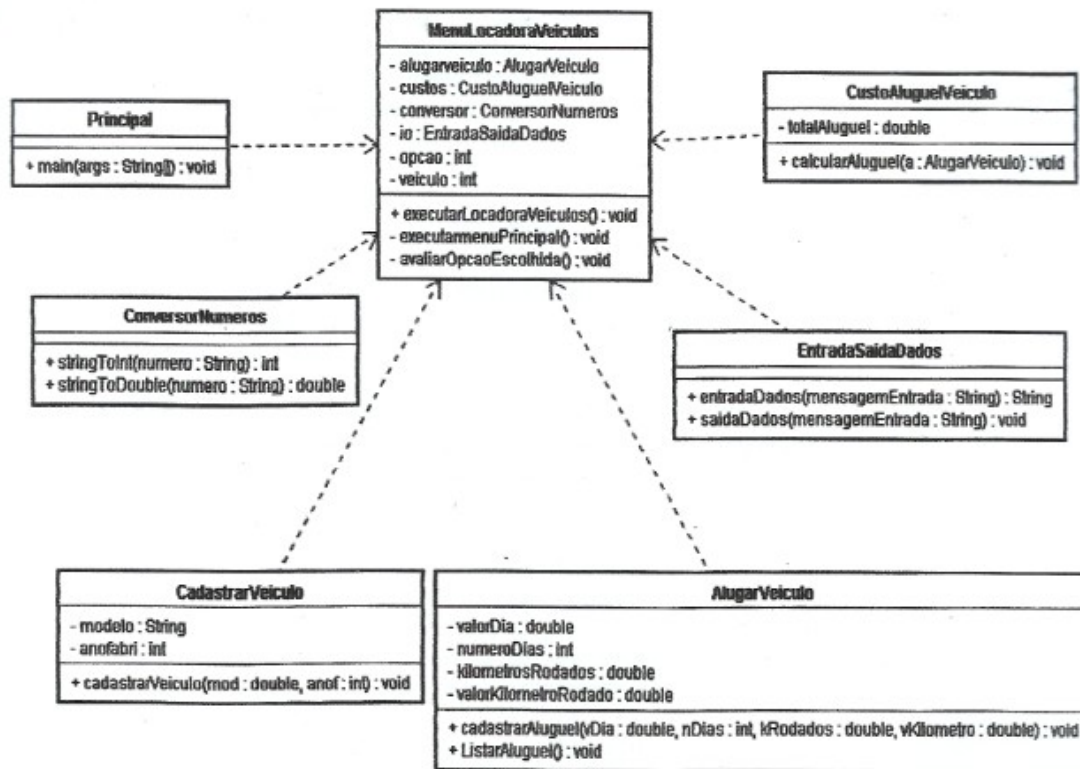 MenuLocadoraVeiculos
- alugarveiculo : AlugarVeiculo
- custos : CustoAluguelVeiculo
- conversor : ConversorNumeros
- io : EntradaSaidaDados
- opcao : int
- veiculo : int
+ executarLocadoraVeiculos() : void
- executarmenuPrincipal() : void
- avaliarOpcaoEscolhida() : void
Principal
+ main(args : String[]) : void
CustoAluguelVeiculo
- totalAluguel : double
+ calcularAluguel(a : AlugarVeiculo) : void
ConversorNumeros
+ stringToInt(numero : String) : int
+ stringToDouble(numero : String) : double
EntradaSaidaDados
+ entradaDados(mensagemEntrada : String) : String
+ saidaDados(mensagemEntrada : String) : void
CadastrarVeiculo
- modelo : String
- anofabri : int
+ cadastrarVeiculo(mod : double, anof : int) : void
AlugarVeiculo
- valorDia : double
- numeroDias : int
- kilometrosRodados : double
- valorKilometroRodado : double
+ cadastrarAluguel(vDia : double, nDias : int, kRodados : double, vKilometro : double) : void
+ ListarAluguel() : void